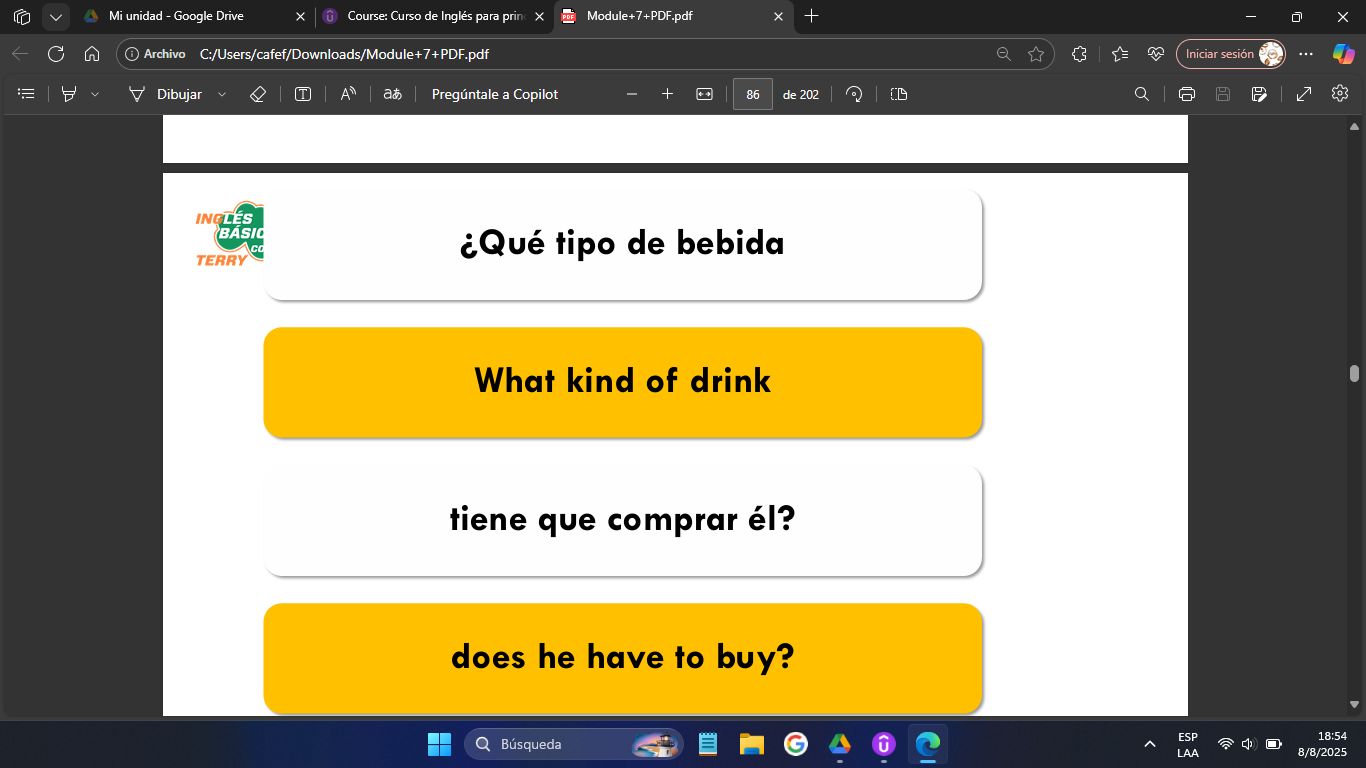 Mi unidad - Google Drive
Course: Curso de Inglés para prin
Module+7+PDF.pdf
Archivo C:/Users/cafef/Downloads/Module+7+PDF.pdf
Iniciar sesión
Dibujar
Pregúntale a Copilot
86 de 202
INGLÉS
BÁSIC
CO
TERRY
¿Qué tipo de bebida
What kind of drink
tiene que comprar él?
does he have to buy?
Búsqueda
ESP
LAA
18:54
8/8/2025